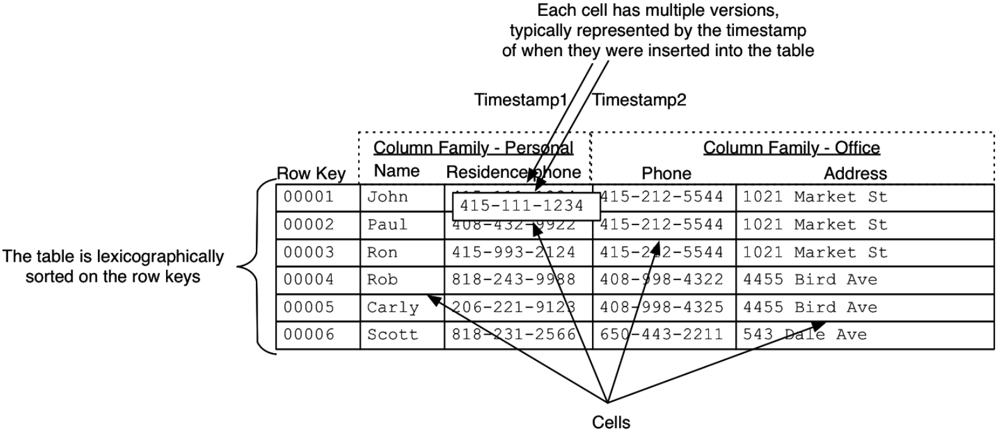 Each cell has multiple versions,
typically represented by the timestamp
of when they were inserted into the table
Timestamp1 Timestamp2
Column Family - Personal Column Family - Office
Row Key Name Residence phone Phone Address
00001 John 415-111-1234 415-212-5544 1021 Market St
00002 Paul 408-432-9922 415-212-5544 1021 Market St
00003 Ron 415-993-2124 415-212-5544 1021 Market St
00004 Rob 818-243-9988 408-998-4322 4455 Bird Ave
00005 Carly 206-221-9123 408-998-4325 4455 Bird Ave
00006 Scott 818-231-2566 650-443-2211 543 Dale Ave
The table is lexicographically
sorted on the row keys
Cells